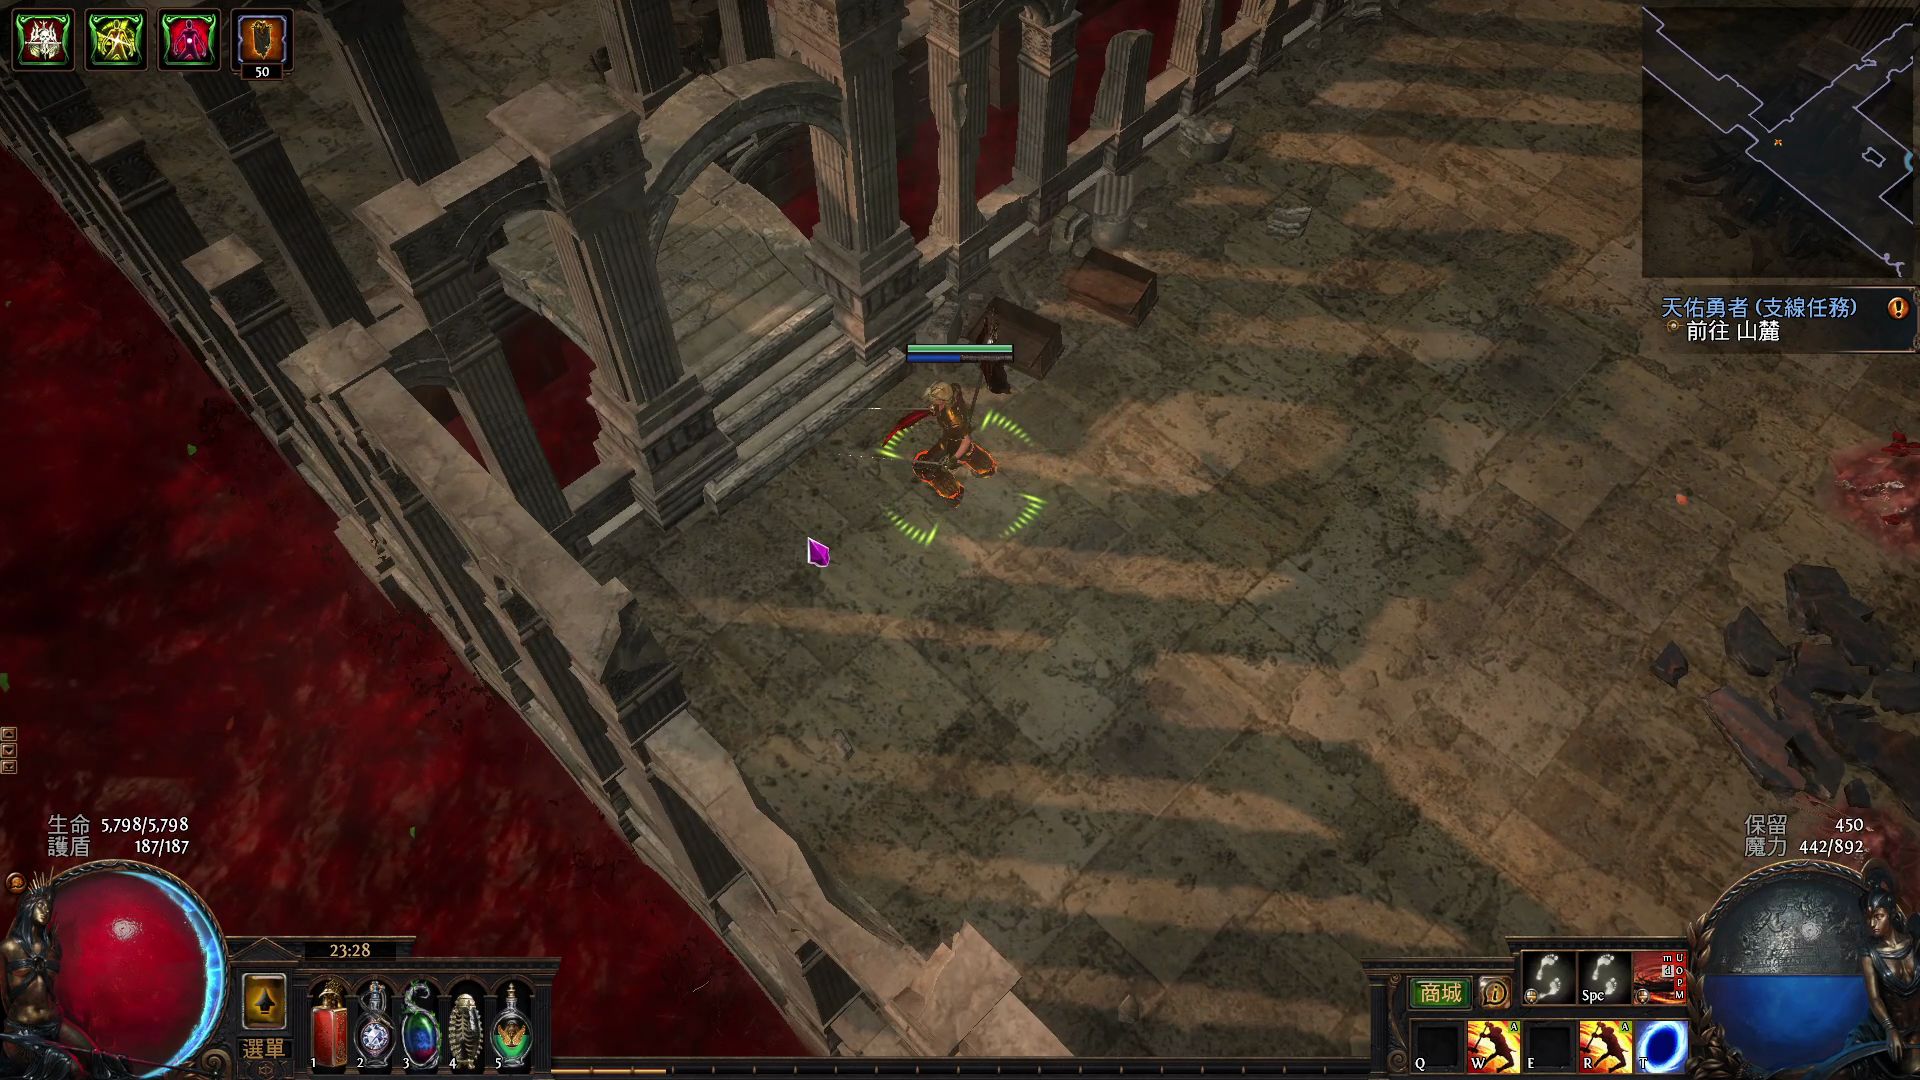 50
天佑勇者 (支線任務)
前往 山麓
生命 5,798/5,798
護盾 187/187
保留 450
魔力 442/892
23:28
選單
1
2
3
4
5
商城
Spc
m U
d O
P
M
Q
W
A
E
R
A
T